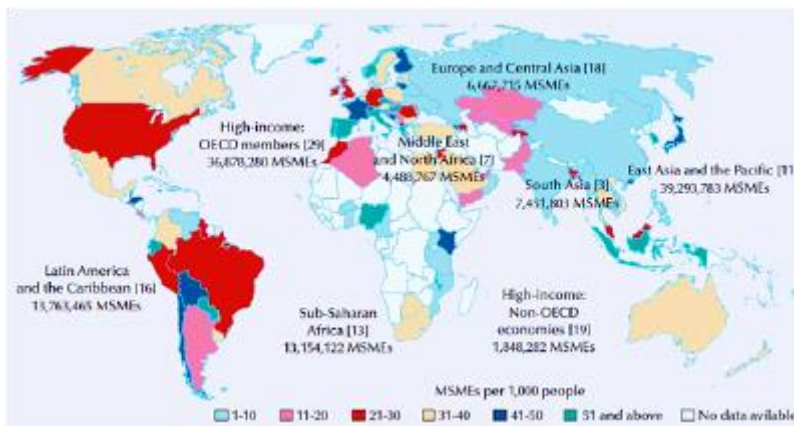 Europe and Central Asia [18]
6,667,715 MSMEs
High-income:
OECD members [29]
36,878,280 MSMEs
Middle East
and North Africa [7]
4,488,767 MSMEs
South Asia [3]
7,451,803 MSMEs
East Asia and the Pacific [11]
39,293,783 MSMEs
Latin America
and the Caribbean [16]
13,763,465 MSMEs
Sub-Saharan
Africa [13]
13,154,122 MSMEs
High-income:
Non-OECD
economies [19]
1,848,282 MSMEs
MSMEs per 1,000 people
1-10 11-20 21-30 31-40 41-50 51 and above No data avilable